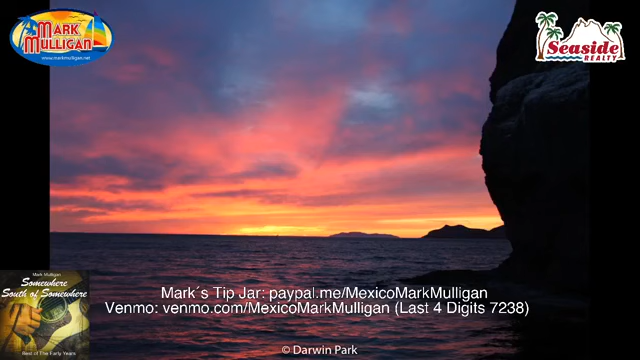 MARK
MULLIGAN
www.markmulligan.net
Seaside
REALTY
Mark Mulligan
Somewhere
South of Somewhere
Best of The Early Years
Mark´s Tip Jar: paypal.me/MexicoMarkMulligan
Venmo: venmo.com/MexicoMarkMulligan (Last 4 Digits 7238)
© Darwin Park